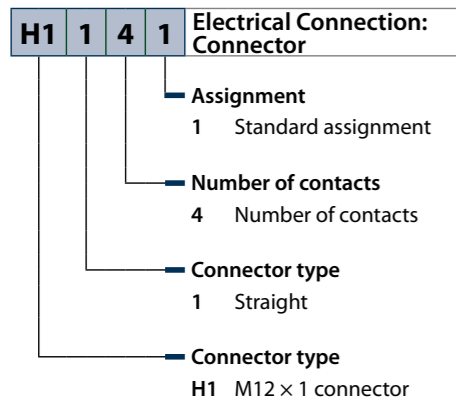 H1 1 4 1 Electrical Connection:
Connector
Assignment
1 Standard assignment
Number of contacts
4 Number of contacts
Connector type
1 Straight
Connector type
H1 M12 × 1 connector